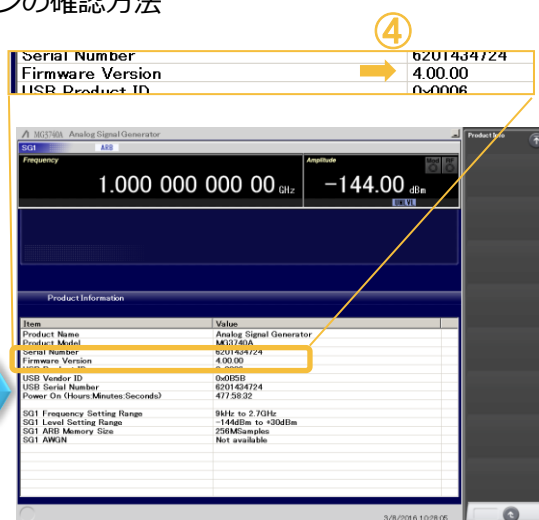 ンの確認方法
④
Serial Number 6201434724
Firmware Version 4.00.00
USB Product ID 0x0006
MG3740A Analog Signal Generator
Product Info
SG1 ARB
Frequency
Amplitude
Mod RF
1.000 000 000 00 GHz
-144.00 dBm
Product Information
Item Value
Product Name Analog Signal Generator
Product Model MG3740A
Serial Number 6201434724
Firmware Version 4.00.00
USB Vendor ID 0x0B5B
USB Serial Number 6201434724
Power On (Hours:Minutes:Seconds) 477:58:32
SG1 Frequency Setting Range 9kHz to 2.7GHz
SG1 Level Setting Range -144dBm to +30dBm
SG1 ARB Memory Size 256MSamples
SG1 AWGN Not available
3/8/2016 10:28:05